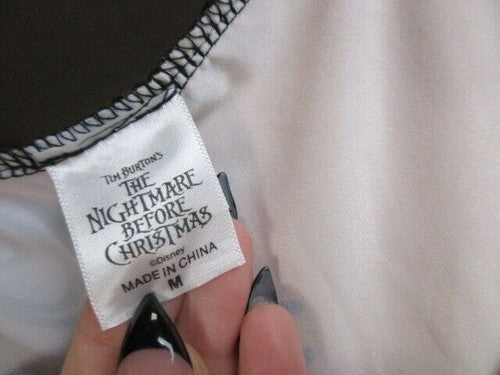 TIM BURTON'S
THE
NIGHTMARE
BEFORE
CHRISTMAS
©Disney
MADE IN CHINA
M